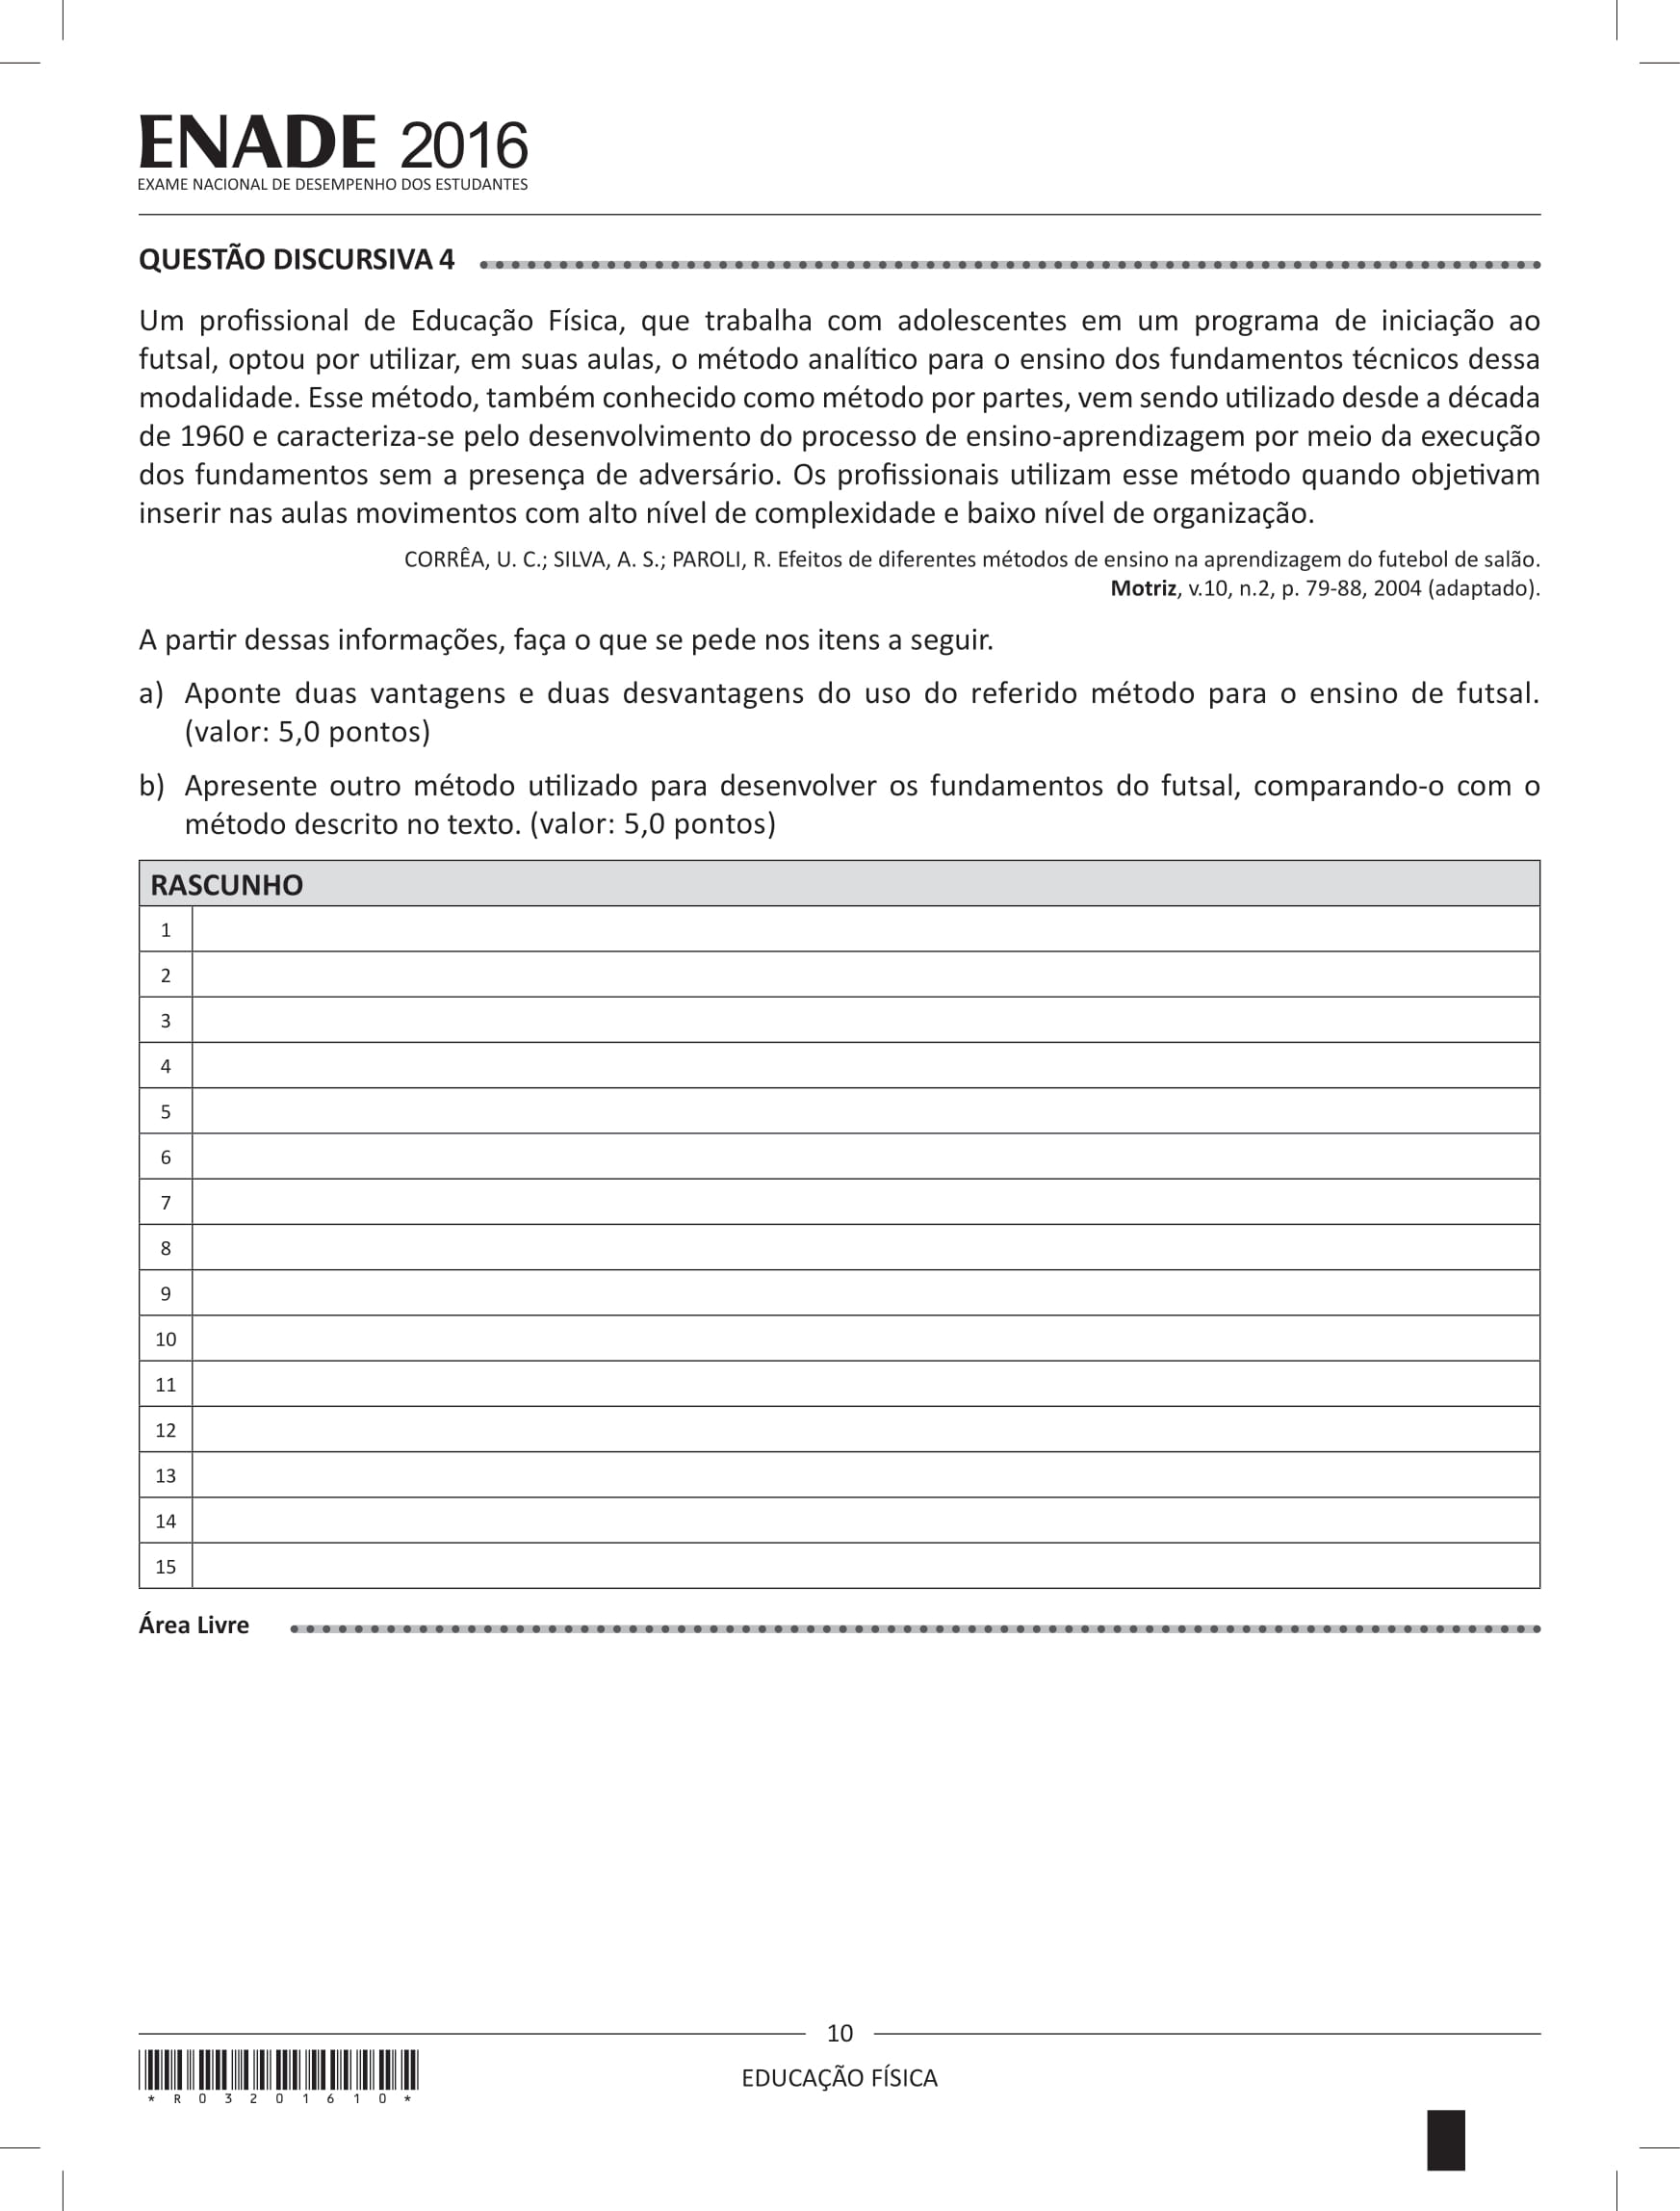 ENADE 2016
EXAME NACIONAL DE DESEMPENHO DOS ESTUDANTES
QUESTÃO DISCURSIVA 4
Um profissional de Educação Física, que trabalha com adolescentes em um programa de iniciação ao
futsal, optou por utilizar, em suas aulas, o método analítico para o ensino dos fundamentos técnicos dessa
modalidade. Esse método, também conhecido como método por partes, vem sendo utilizado desde a década
de 1960 e caracteriza-se pelo desenvolvimento do processo de ensino-aprendizagem por meio da execução
dos fundamentos sem a presença de adversário. Os profissionais utilizam esse método quando objetivam
inserir nas aulas movimentos com alto nível de complexidade e baixo nível de organização.
CORRÊA, U. C.; SILVA, A. S.; PAROLI, R. Efeitos de diferentes métodos de ensino na aprendizagem do futebol de salão.
Motriz, v.10, n.2, p. 79-88, 2004 (adaptado).
A partir dessas informações, faça o que se pede nos itens a seguir.
a) Aponte duas vantagens e duas desvantagens do uso do referido método para o ensino de futsal.
(valor: 5,0 pontos)
b) Apresente outro método utilizado para desenvolver os fundamentos do futsal, comparando-o com o
método descrito no texto. (valor: 5,0 pontos)
RASCUNHO
1
2
3
4
5
6
7
8
9
10
11
12
13
14
15
Área Livre
10
EDUCAÇÃO FÍSICA
* R 0 3 2 0 1 6 1 0 *